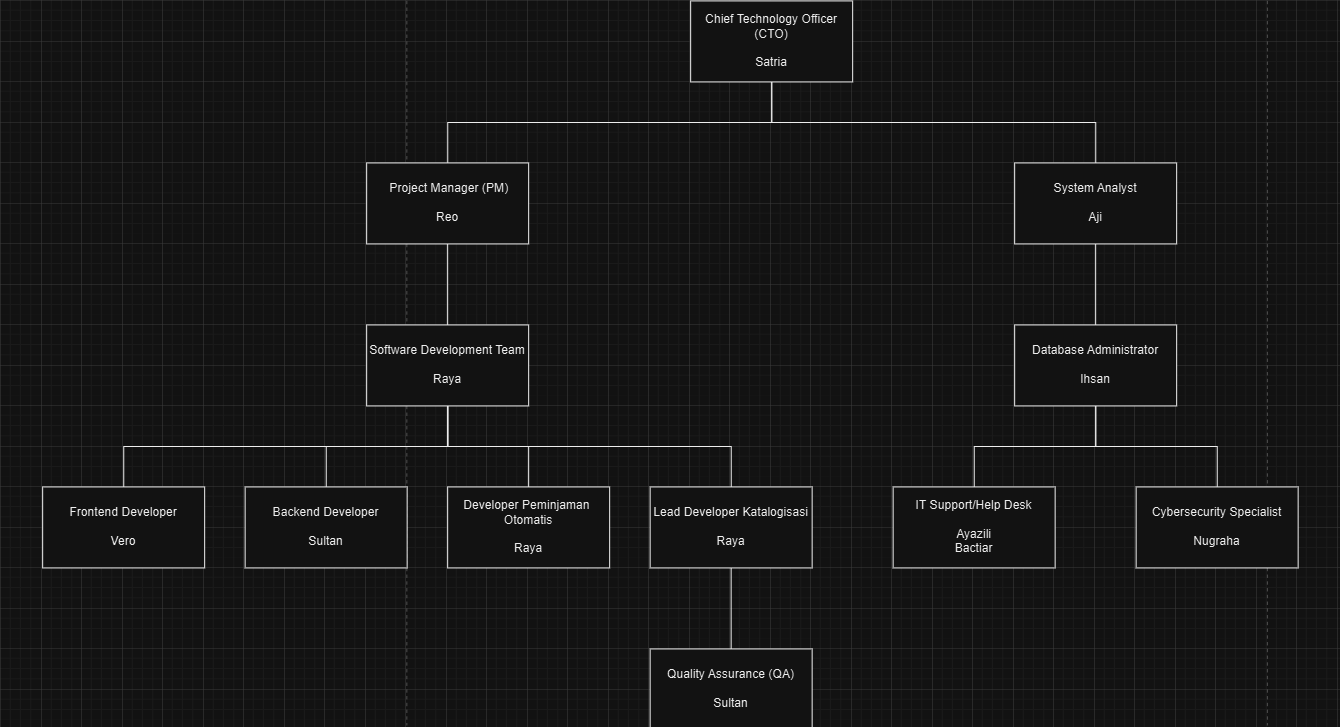 Chief Technology Officer
(CTO)
Satria
Project Manager (PM)
Reo
System Analyst
Aji
Software Development Team
Raya
Database Administrator
Ihsan
Frontend Developer
Vero
Backend Developer
Sultan
Developer Peminjaman
Otomatis
Raya
Lead Developer Katalogisasi
Raya
IT Support/Help Desk
Ayazili
Bactiar
Cybersecurity Specialist
Nugraha
Quality Assurance (QA)
Sultan